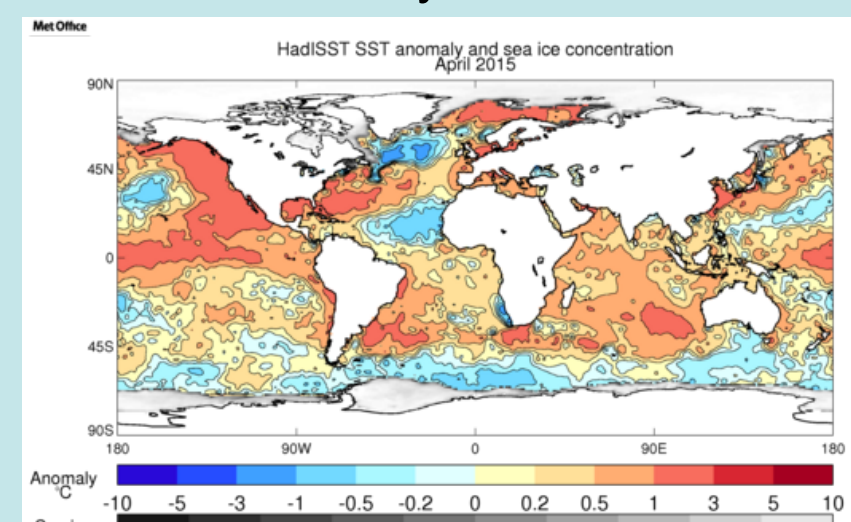 Met Office
HadISST SST anomaly and sea ice concentration
April 2015
90N
45N
0
45S
90S
180 90W 0 90E 180
Anomaly
°C
-10 -5 -3 -1 -0.5 -0.2 0 0.2 0.5 1 3 5 10